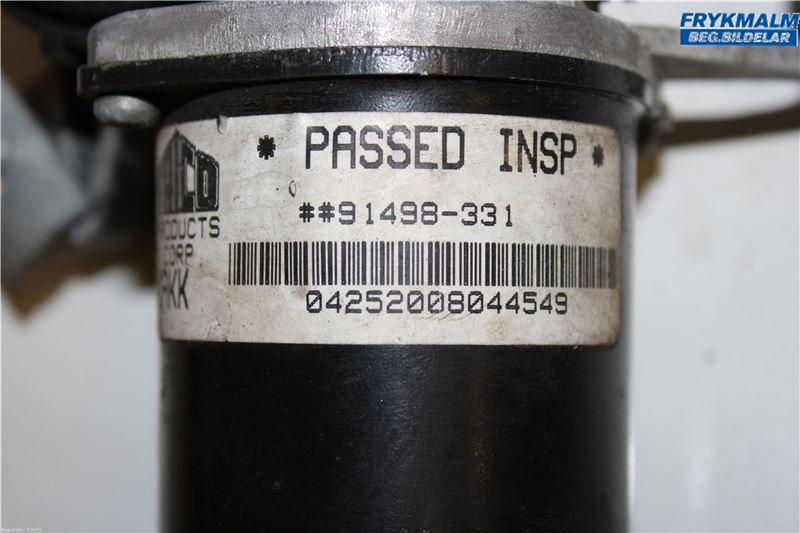 FRYKMALM
BEG.BILDELAR
* PASSED INSP *
##91498-331
PRODUCTS
CORP
04252008044549